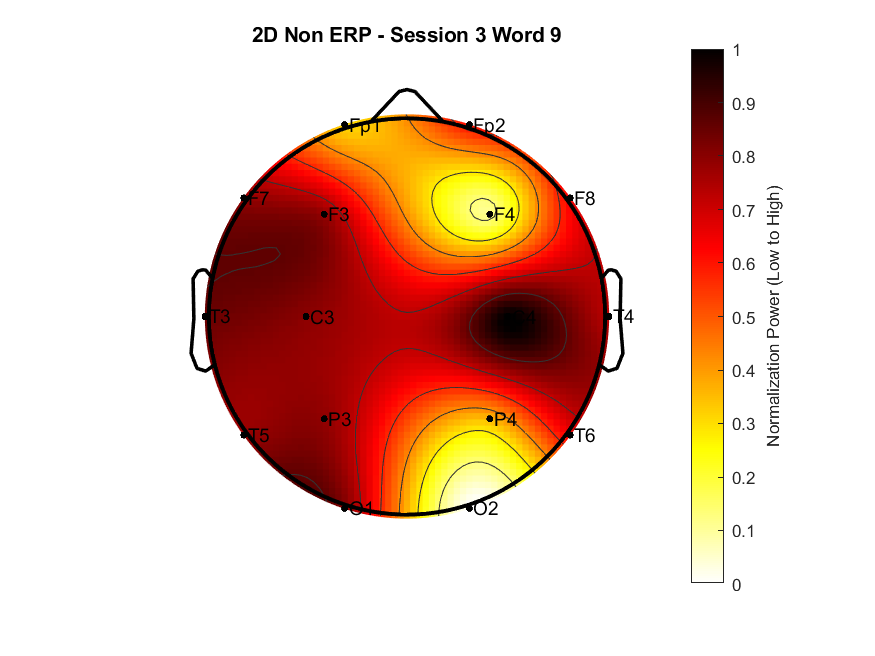 2D Non ERP - Session 3 Word 9
Fp1 Fp2
F7 F3 F4 F8
T3 C3 T4
T5 P3 P4 T6
O1 O2
1
0.9
0.8
0.7
0.6
0.5
0.4
0.3
0.2
0.1
0
Normalization Power (Low to High)